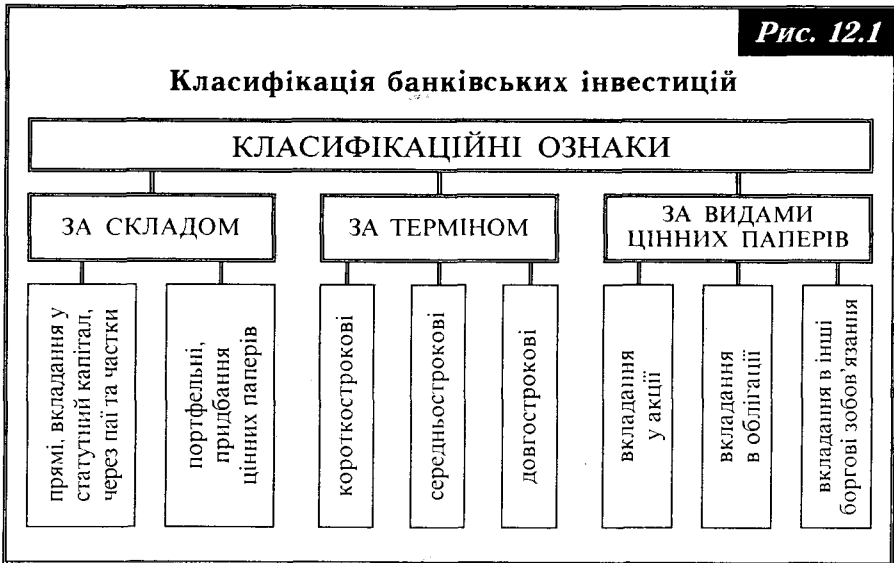 Рис. 12.1
Класифікація банківських інвестицій
КЛАСИФІКАЦІЙНІ ОЗНАКИ
ЗА СКЛАДОМ
ЗА ТЕРМІНОМ
ЗА ВИДАМИ
ЦІННИХ ПАПЕРІВ
прямі, вкладання у
статутний капітал,
через паї та частки
портфельні,
придбання
цінних паперів
короткострокові
середньострокові
довгострокові
вкладання
у акції
вкладання
в облігації
вкладання в інші
боргові зобов’язання